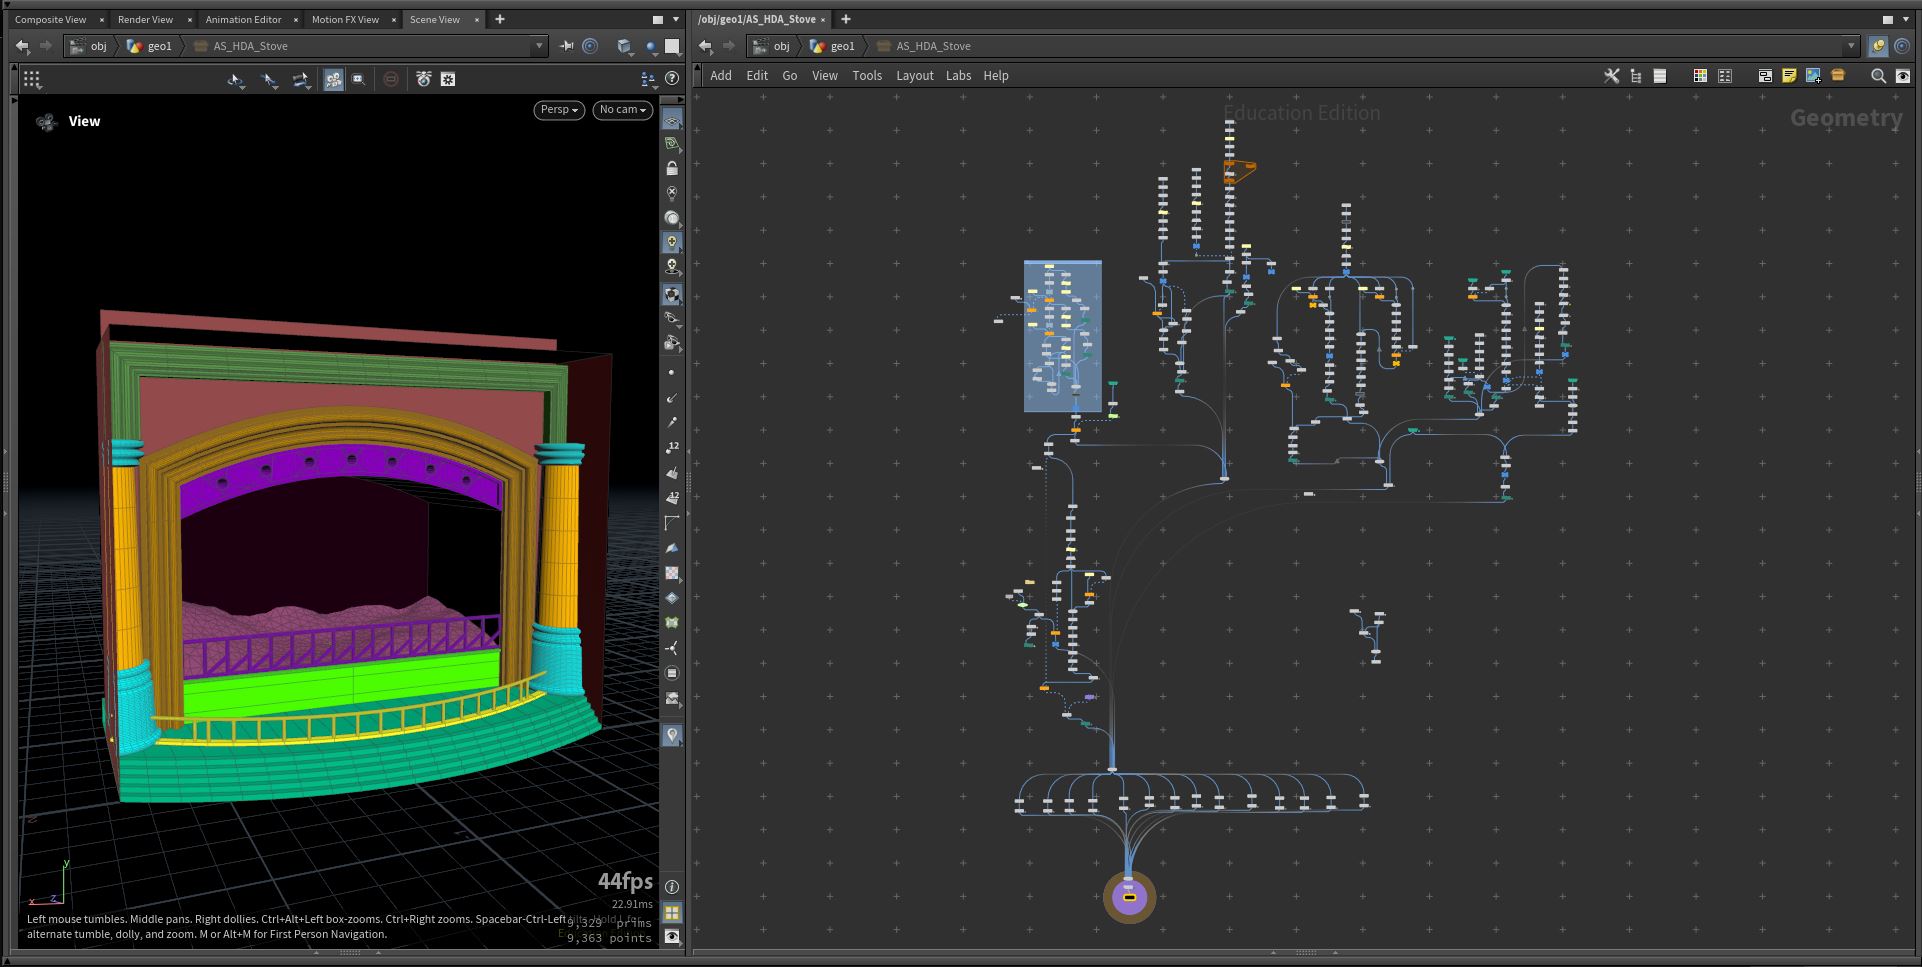 Composite View × Render View × Animation Editor × Motion FX View × Scene View ×
/obj/geo1/AS_HDA_Stove ×
obj geo1 AS_HDA_Stove
obj geo1 AS_HDA_Stove
Add Edit Go View Tools Layout Labs Help
View
Persp No cam
Education Edition
Geometry
12
12
y
x z
44fps
22.91ms
9,329 prims
9,363 points
Left mouse tumbles. Middle pans. Right dollies. Ctrl+Alt+Left box-zooms. Ctrl+Right zooms. Spacebar-Ctrl-Left
alternate tumble, dolly, and zoom. M or Alt+M for First Person Navigation.